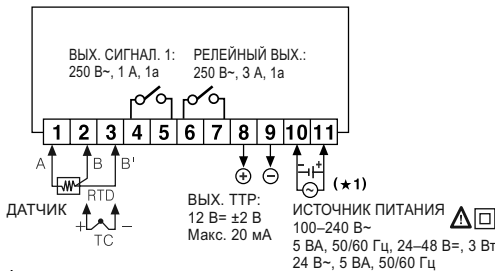 ВЫХ. СИГНАЛ. 1:
250 В~, 1 А, 1а
РЕЛЕЙНЫЙ ВЫХ.:
250 В~, 3 А, 1а
1 2 3 4 5 6 7 8 9 10 11
A B B'
RTD
ДАТЧИК
+ TC −
+ −
ВЫХ. ТТР:
12 В= ±2 В
Макс. 20 мА
− +
(★1)
ИСТОЧНИК ПИТАНИЯ
100–240 В~
5 ВА, 50/60 Гц, 24–48 В=, 3 Вт
24 В~, 5 ВА, 50/60 Гц